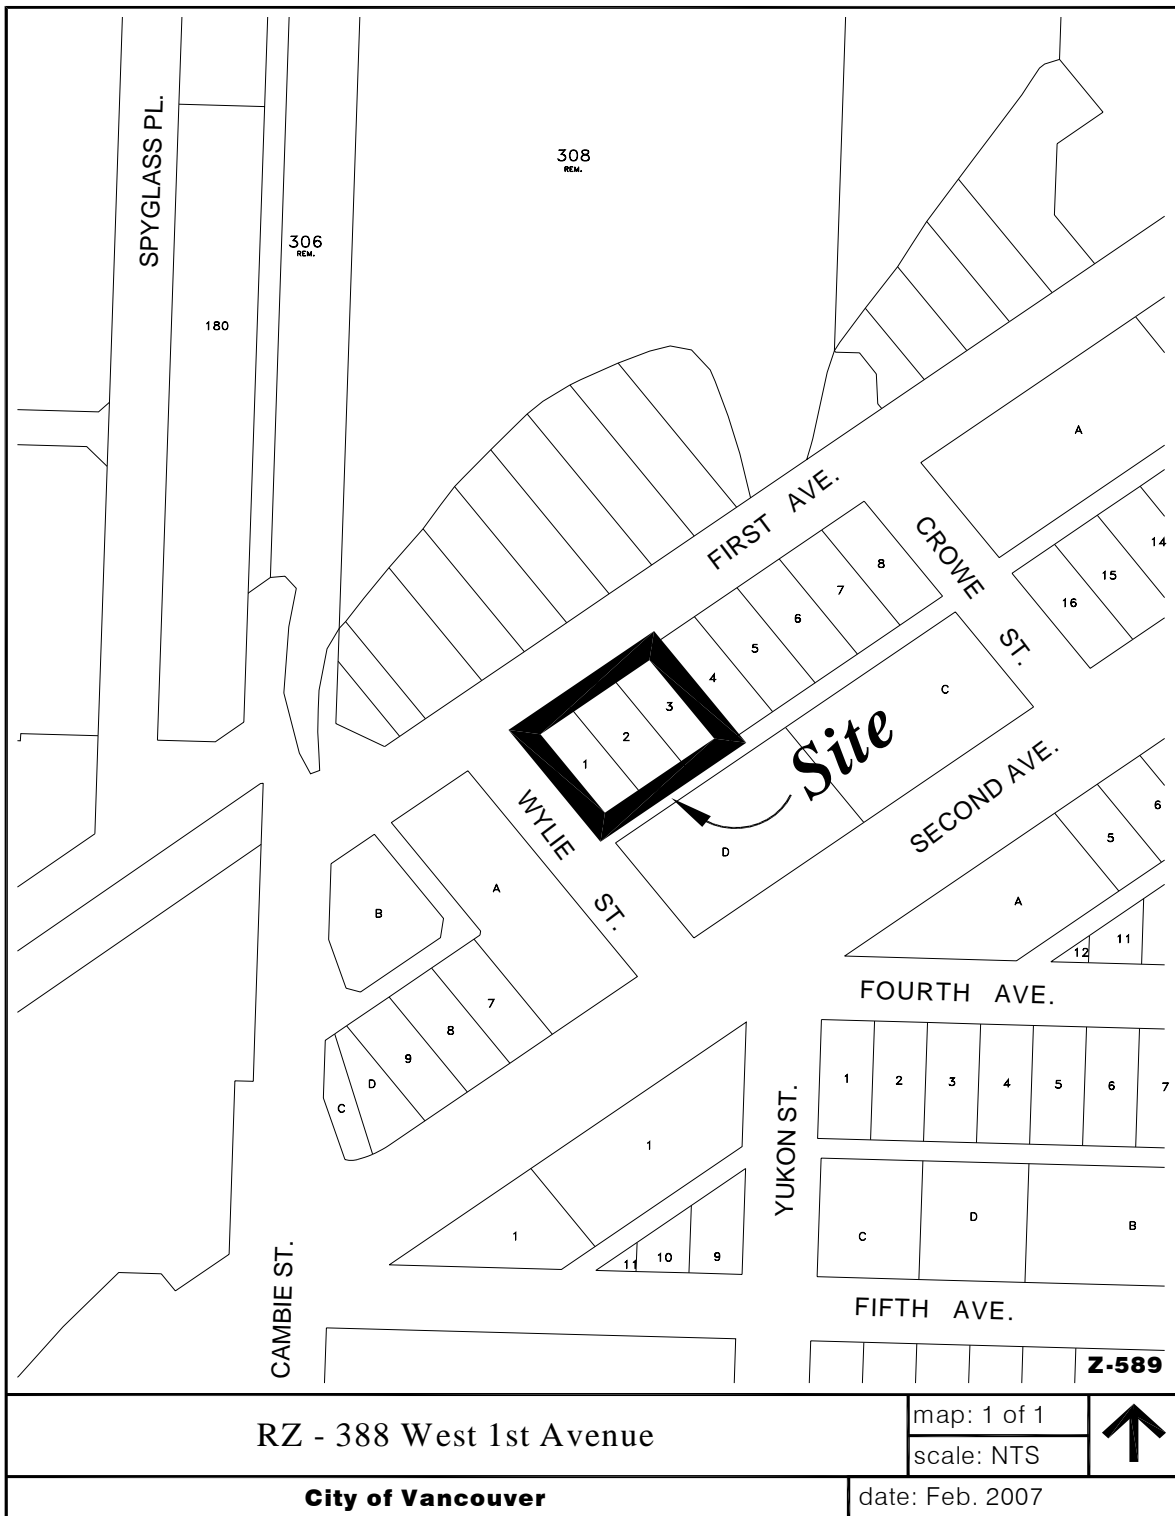 SPYGLASS PL.
308
REM.
306
REM.
180
A
FIRST AVE.
CROWE ST.
14
15
16
8
7
6
5
4
3
2
1
C
Site
WYLIE ST.
D
SECOND AVE.
6
5
A
12
11
A
B
7
8
9
D
C
FOURTH AVE.
1
2
3
4
5
6
7
YUKON ST.
1
1
11
10
9
C
D
B
CAMBIE ST.
FIFTH AVE.
Z-589
RZ - 388 West 1st Avenue
map: 1 of 1
scale: NTS
City of Vancouver
date: Feb. 2007